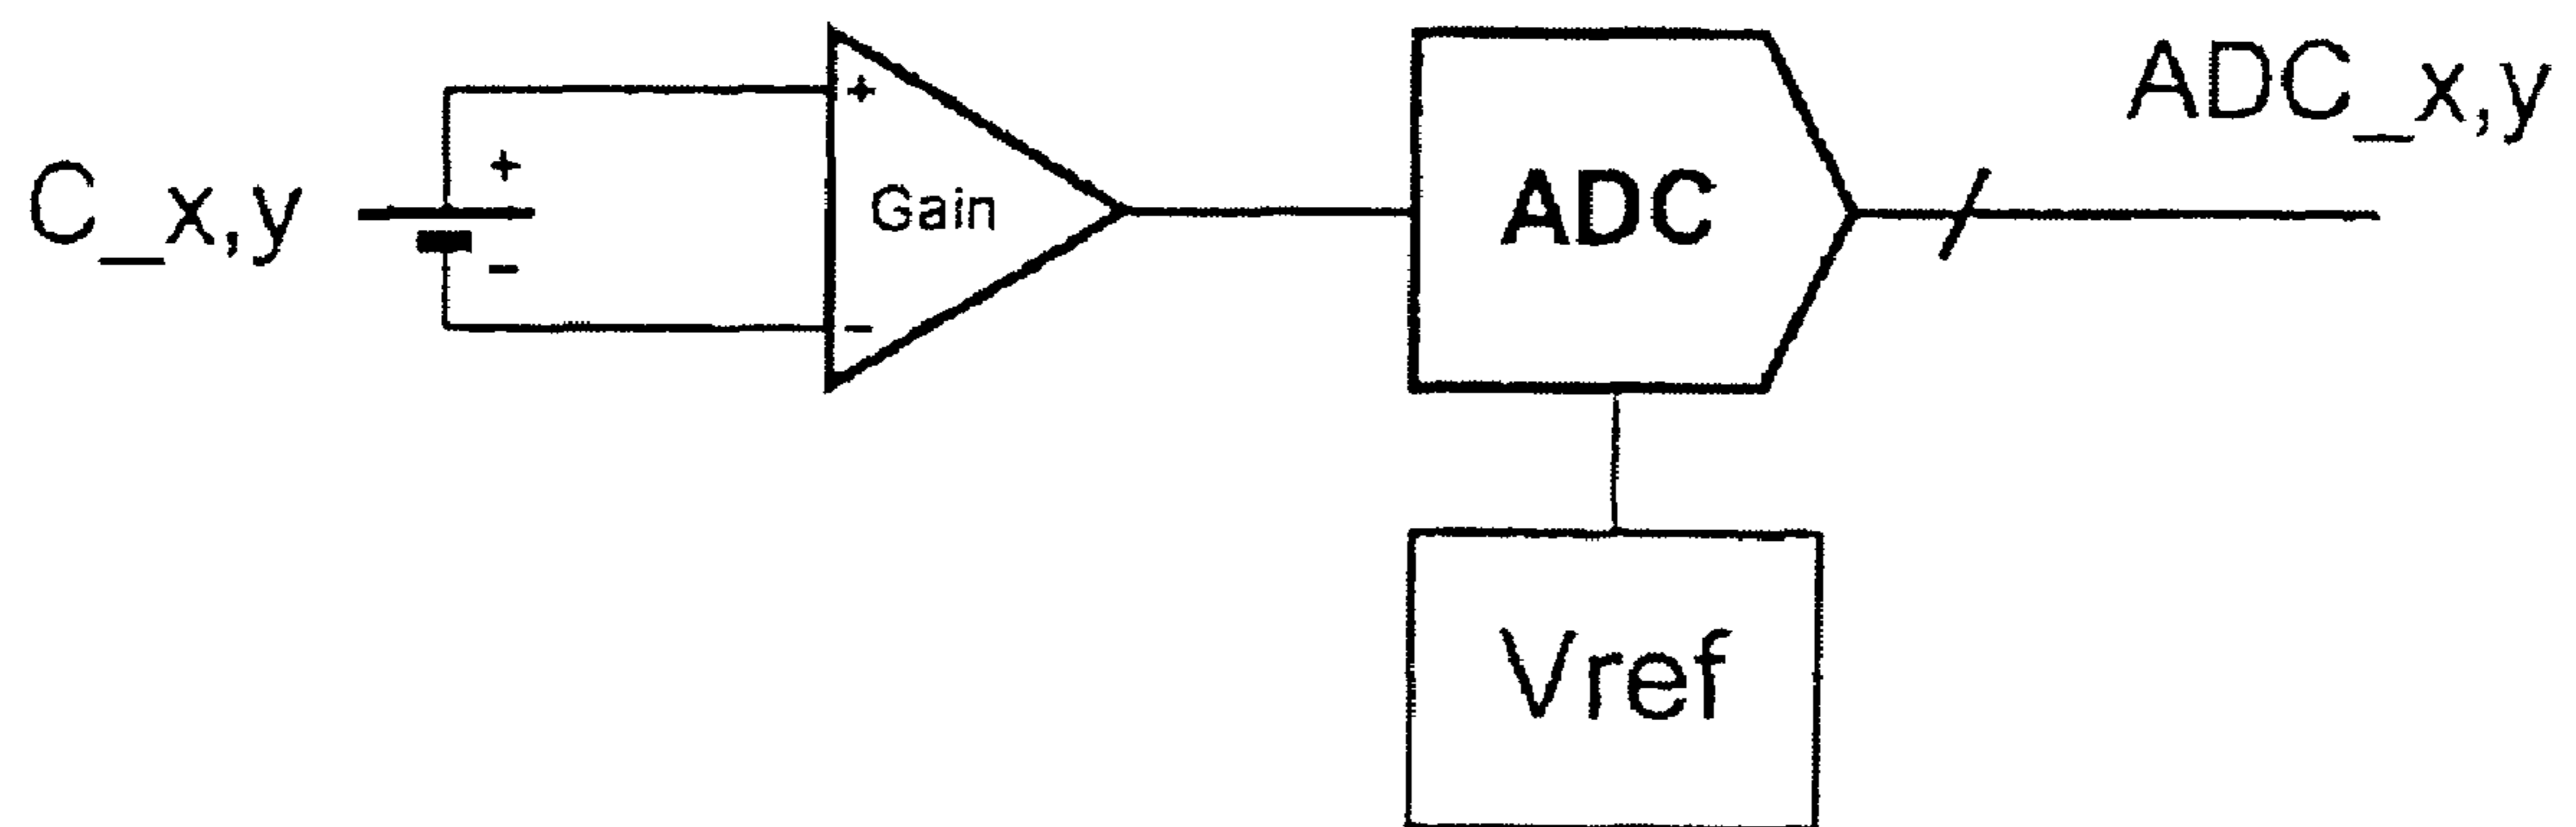 C_x,y
+
-
+
-
Gain
ADC
ADC_x,y
Vref